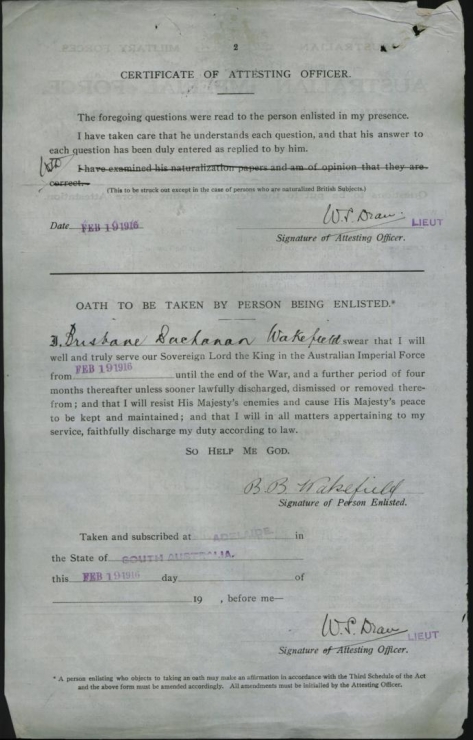 2
CERTIFICATE OF ATTESTING OFFICER.
The foregoing questions were read to the person enlisted in my presence.
I have taken care that he understands each question, and that his answer to
each question has been duly entered as replied to by him.
I have examined his naturalization papers and am of opinion that they are
correct.
(This to be struck out except in the case of persons who are naturalized British Subjects.)
Date FEB 19 1916
LIEUT
Signature of Attesting Officer.
OATH TO BE TAKEN BY PERSON BEING ENLISTED.*
I, Brisbane Buchanan Wakefield swear that I will
well and truly serve our Sovereign Lord the King in the Australian Imperial Force
from FEB 19 1916 until the end of the War, and a further period of four
months thereafter unless sooner lawfully discharged, dismissed or removed there-
from; and that I will resist His Majesty's enemies and cause His Majesty's peace
to be kept and maintained; and that I will in all matters appertaining to my
service, faithfully discharge my duty according to law.
SO HELP ME GOD.
B B Wakefield
Signature of Person Enlisted.
Taken and subscribed at ADELAIDE in
the State of SOUTH AUSTRALIA.
this FEB 19 1916 day of
19 , before me—
LIEUT
Signature of Attesting Officer.
* A person enlisting who objects to taking an oath may make an affirmation in accordance with the Third Schedule of the Act
and the above form must be amended accordingly. All amendments must be initialled by the Attesting Officer.